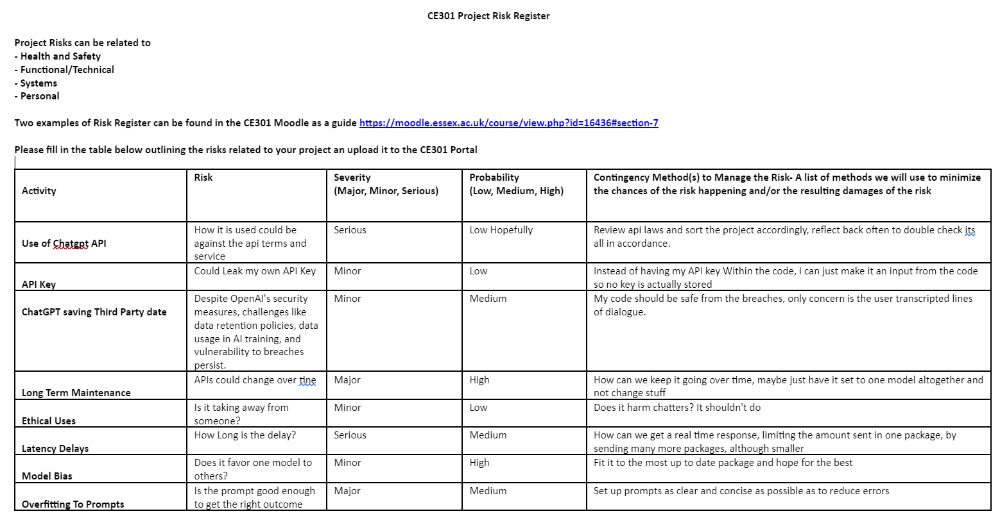 CE301 Project Risk Register
Project Risks can be related to
- Health and Safety
- Functional/Technical
- Systems
- Personal
Two examples of Risk Register can be found in the CE301 Moodle as a guide https://moodle.essex.ac.uk/course/view.php?id=16436#section-7
Please fill in the table below outlining the risks related to your project an upload it to the CE301 Portal
Activity
Risk
Severity
(Major, Minor, Serious)
Probability
(Low, Medium, High)
Contingency Method(s) to Manage the Risk- A list of methods we will use to minimize
the chances of the risk happening and/or the resulting damages of the risk
Use of Chatgpt API
How it is used could be
against the api terms and
service
Serious
Low Hopefully
Review api laws and sort the project accordingly, reflect back often to double check its
all in accordance.
API Key
Could Leak my own API Key
Minor
Low
Instead of having my API key Within the code, i can just make it an input from the code
so no key is actually stored
ChatGPT saving Third Party date
Despite OpenAI's security
measures, challenges like
data retention policies, data
usage in AI training, and
vulnerability to breaches
persist.
Minor
Medium
My code should be safe from the breaches, only concern is the user transcripted lines
of dialogue.
Long Term Maintenance
APIs could change over tine
Major
High
How can we keep it going over time, maybe just have it set to one model altogether and
not change stuff
Ethical Uses
Is it taking away from
someone?
Minor
Low
Does it harm chatters? It shouldn't do
Latency Delays
How Long is the delay?
Serious
Medium
How can we get a real time response, limiting the amount sent in one package, by
sending many more packages, although smaller
Model Bias
Does it favor one model to
others?
Minor
High
Fit it to the most up to date package and hope for the best
Overfitting To Prompts
Is the prompt good enough
to get the right outcome
Major
Medium
Set up prompts as clear and concise as possible as to reduce errors